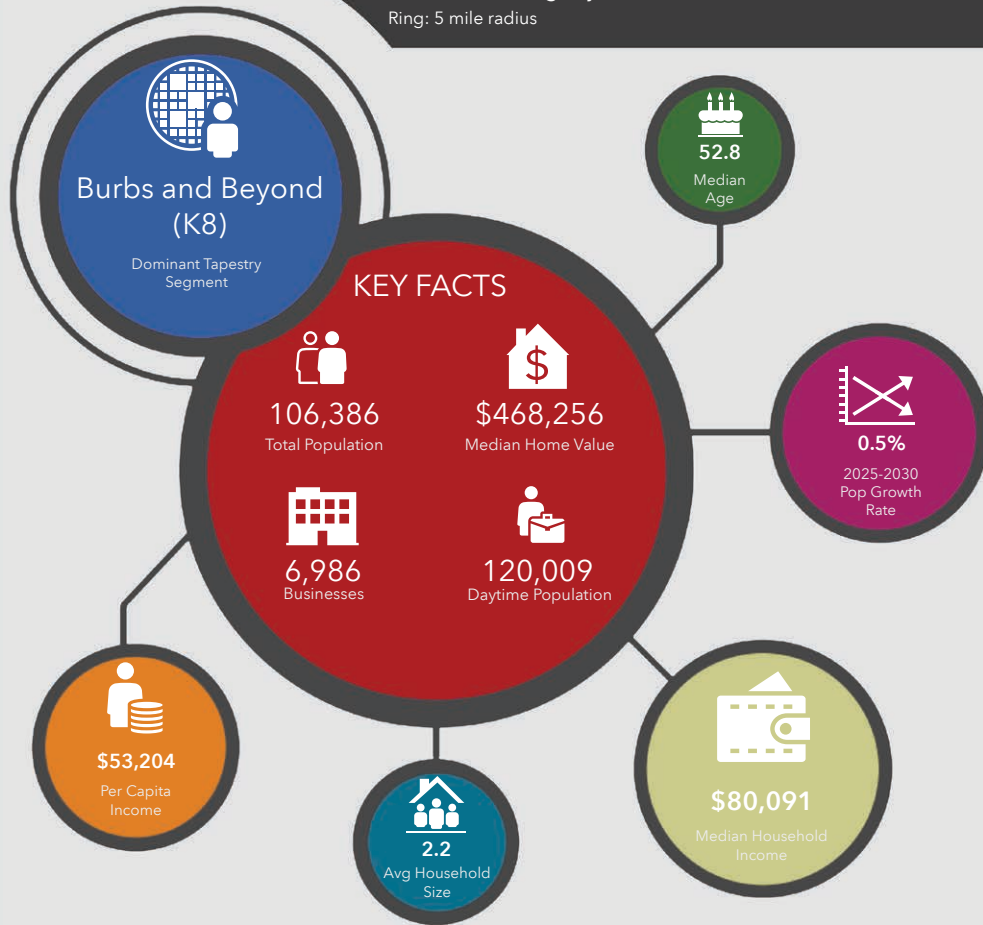 Ring: 5 mile radius
Burbs and Beyond
(K8)
Dominant Tapestry
Segment
52.8
Median
Age
KEY FACTS
106,386
Total Population
$468,256
Median Home Value
0.5%
2025-2030
Pop Growth
Rate
6,986
Businesses
120,009
Daytime Population
$53,204
Per Capita
Income
2.2
Avg Household
Size
$80,091
Median Household
Income